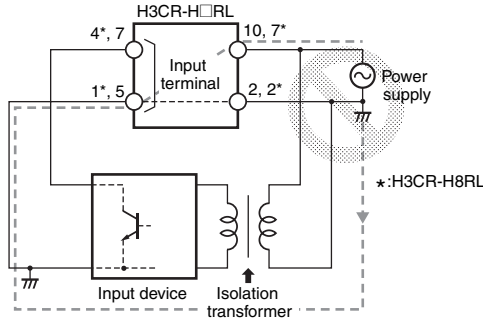 H3CR-H□RL
4*, 7
10, 7*
Input
terminal
1*, 5
2, 2*
Power
supply
*:H3CR-H8RL
Input device
Isolation
transformer